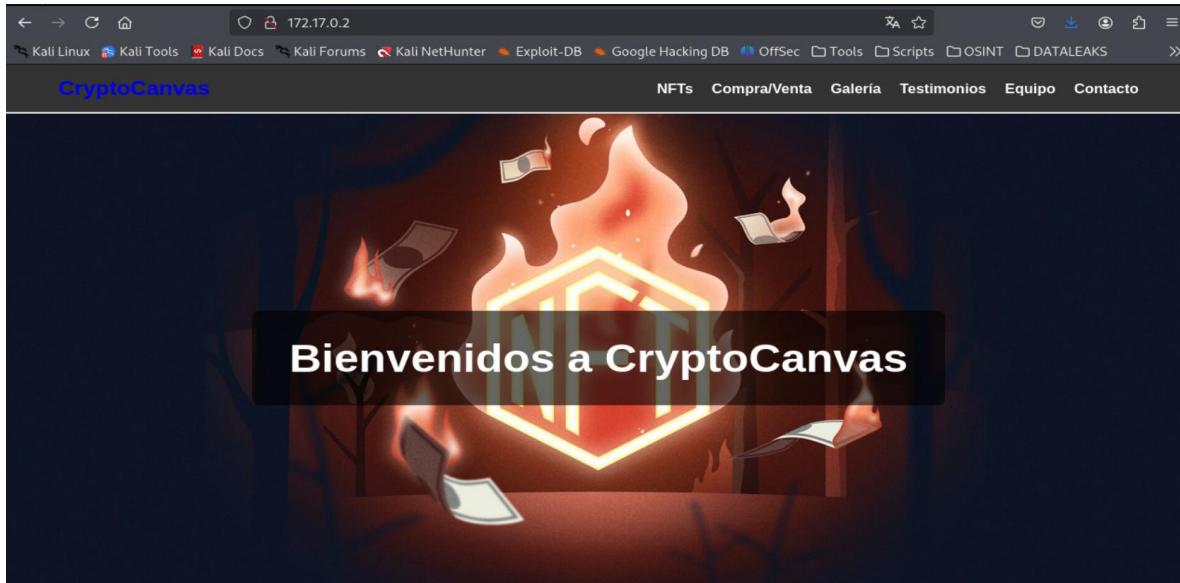 172.17.0.2
Kali Linux Kali Tools Kali Docs Kali Forums Kali NetHunter Exploit-DB Google Hacking DB OffSec Tools Scripts OSINT DATALEAKS
CryptoCanvas NFTs Compra/Venta Galería Testimonios Equipo Contacto
NFT
Bienvenidos a CryptoCanvas